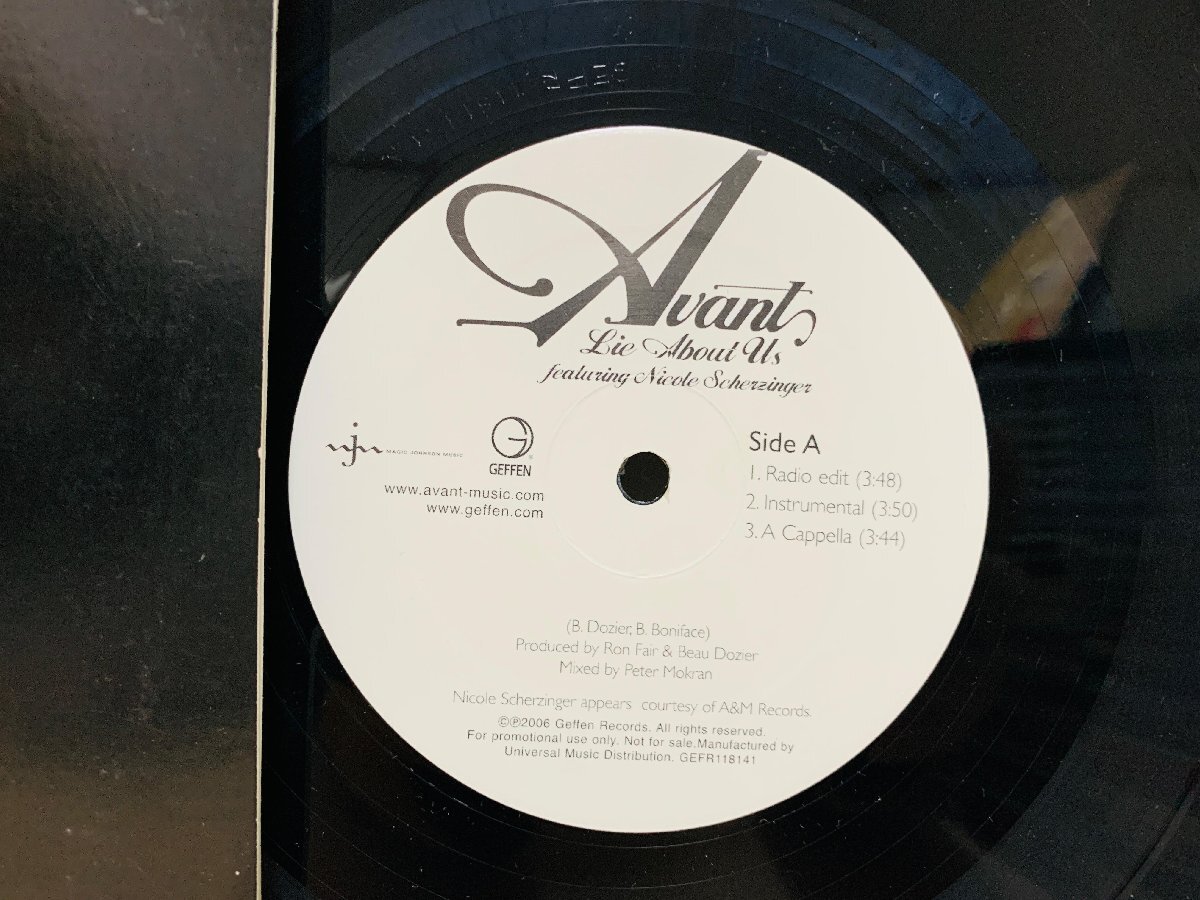 Avant
Lie About Us
featuring Nicole Scherzinger
mjm MAGIC JOHNSON MUSIC
G
GEFFEN
www.avant-music.com
www.geffen.com
Side A
1. Radio edit (3:48)
2. Instrumental (3:50)
3. A Cappella (3:44)
(B. Dozier, B. Boniface)
Produced by Ron Fair & Beau Dozier
Mixed by Peter Mokran
Nicole Scherzinger appears courtesy of A&M Records.
©℗2006 Geffen Records. All rights reserved.
For promotional use only. Not for sale.Manufactured by
Universal Music Distribution. GEFR118141